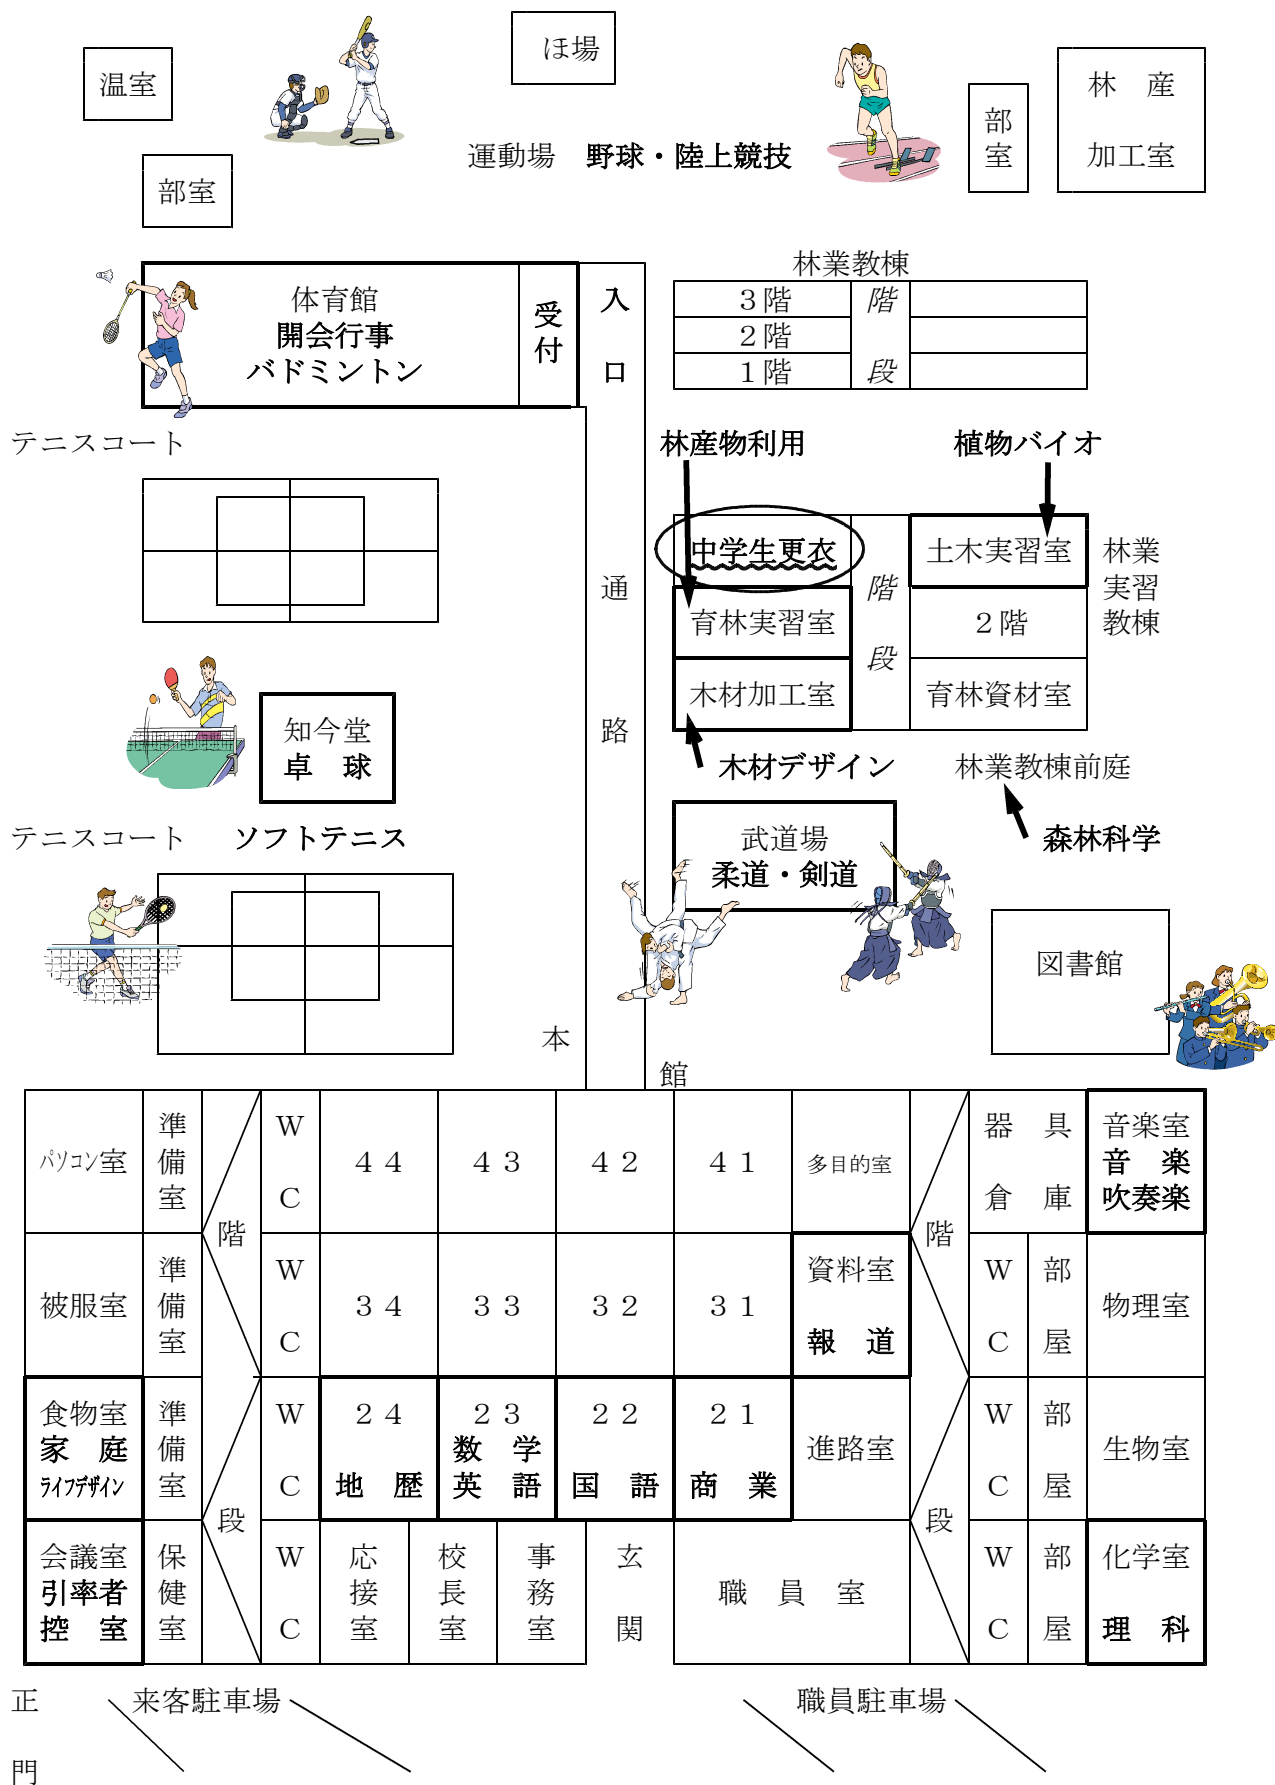 ほ場
温室
林　産
加工室
部室
運動場　野球・陸上競技
部室
林業教棟
体育館
開会行事
バドミントン
受付
入口
３階
２階
１階
階段
テニスコート
林産物利用
植物バイオ
中学生更衣
土木実習室
林業実習教棟
育林実習室
２階
階段
木材加工室
育林資材室
通路
知今堂
卓　球
木材デザイン
林業教棟前庭
森林科学
テニスコート　ソフトテニス
武道場
柔道・剣道
図書館
本館
パソコン室
準備室
ＷＣ
４４
４３
４２
４１
多目的室
器　具
倉　庫
音楽室
音　楽
吹奏楽
階
階
被服室
準備室
ＷＣ
３４
３３
３２
３１
資料室
報　道
ＷＣ
部屋
物理室
食物室
家　庭
ライフデザイン
準備室
ＷＣ
２４
地　歴
２３
数　学
英　語
２２
国　語
２１
商　業
進路室
ＷＣ
部屋
生物室
段
段
会議室
引率者
控　室
保健室
ＷＣ
応接室
校長室
事務室
玄関
職　員　室
ＷＣ
部屋
化学室
理　科
正門
来客駐車場
職員駐車場